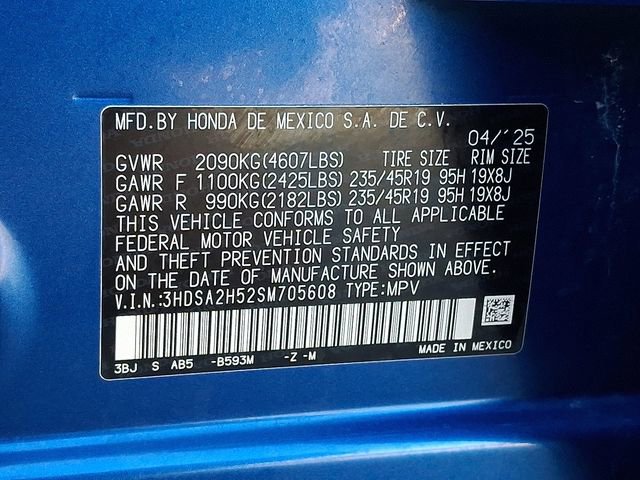 MFD.BY HONDA DE MEXICO S.A. DE C.V.
04/'25
GVWR 2090KG(4607LBS) TIRE SIZE RIM SIZE
GAWR F 1100KG(2425LBS) 235/45R19 95H 19X8J
GAWR R 990KG(2182LBS) 235/45R19 95H 19X8J
THIS VEHICLE CONFORMS TO ALL APPLICABLE
FEDERAL MOTOR VEHICLE SAFETY
AND THEFT PREVENTION STANDARDS IN EFFECT
ON THE DATE OF MANUFACTURE SHOWN ABOVE.
V.I.N.:3HDSA2H52SM705608 TYPE:MPV
3BJ S AB5 -B593M -Z -M
MADE IN MEXICO